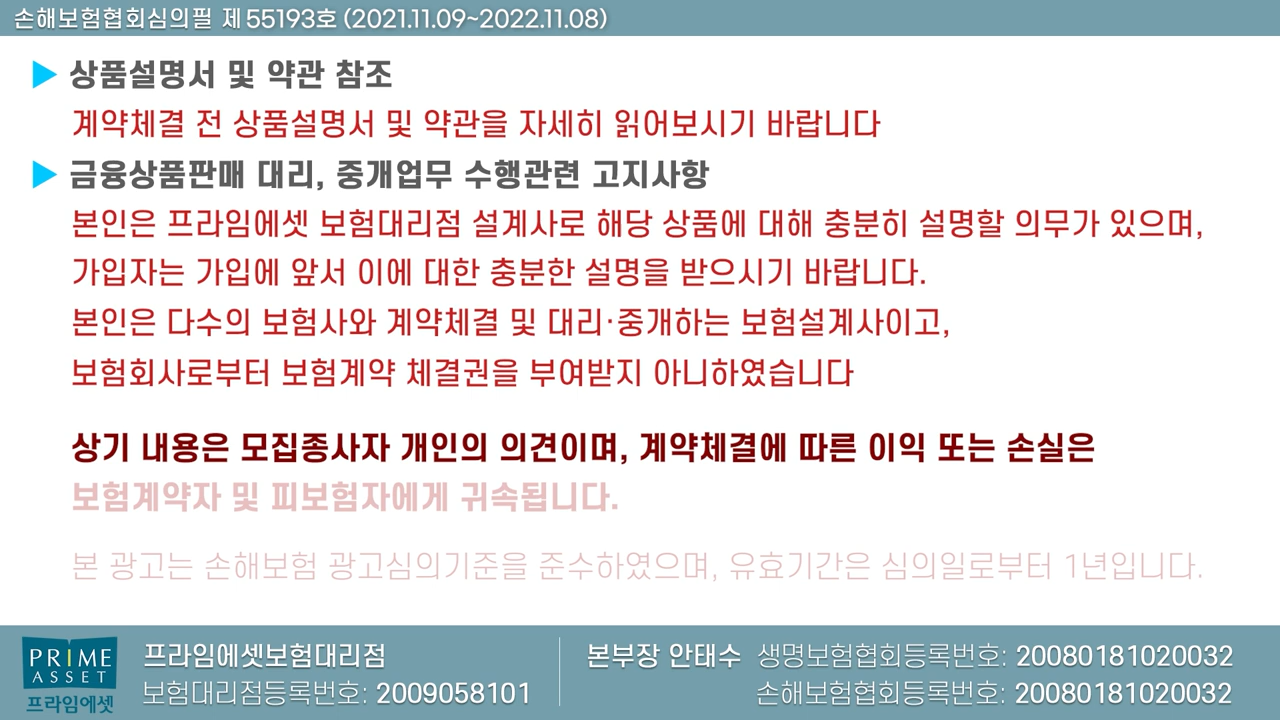 손해보험협회심의필 제 55193호 (2021.11.09~2022.11.08)
▶ 상품설명서 및 약관 참조
계약체결 전 상품설명서 및 약관을 자세히 읽어보시기 바랍니다
▶ 금융상품판매 대리, 중개업무 수행관련 고지사항
본인은 프라임에셋 보험대리점 설계사로 해당 상품에 대해 충분히 설명할 의무가 있으며,
가입자는 가입에 앞서 이에 대한 충분한 설명을 받으시기 바랍니다.
본인은 다수의 보험사와 계약체결 및 대리·중개하는 보험설계사이고,
보험회사로부터 보험계약 체결권을 부여받지 아니하였습니다
상기 내용은 모집종사자 개인의 의견이며, 계약체결에 따른 이익 또는 손실은
보험계약자 및 피보험자에게 귀속됩니다.
본 광고는 손해보험 광고심의기준을 준수하였으며, 유효기간은 심의일로부터 1년입니다.
PRIME
ASSET
프라임에셋
프라임에셋보험대리점
보험대리점등록번호: 2009058101
본부장 안태수 생명보험협회등록번호: 20080181020032
손해보험협회등록번호: 20080181020032